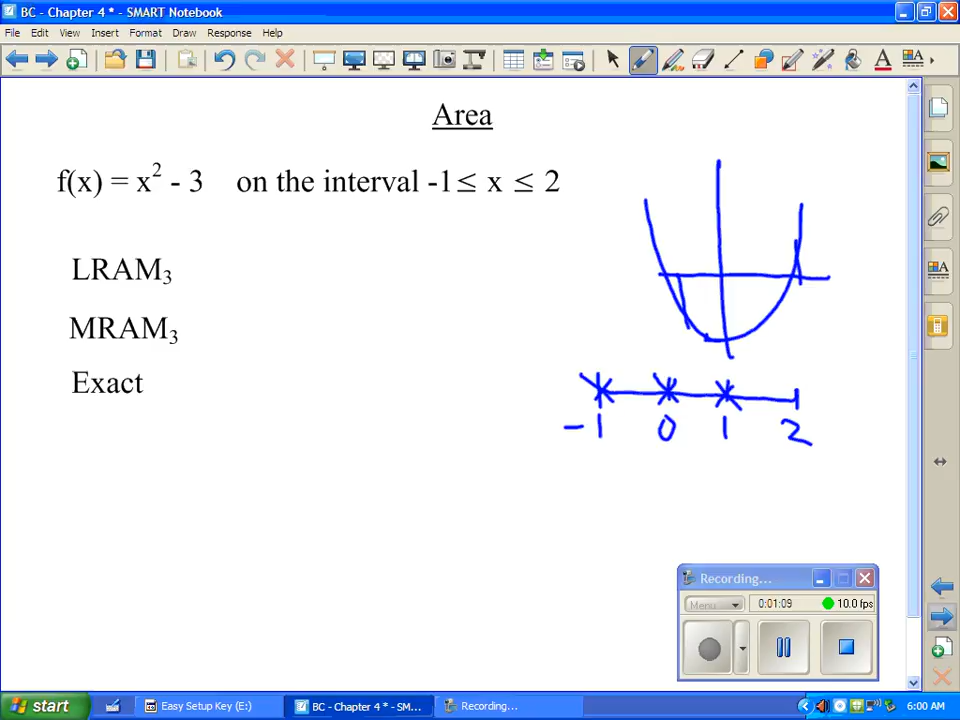 BC - Chapter 4 * - SMART Notebook
File Edit View Insert Format Draw Response Help
Area
f(x) = x² - 3 on the interval -1 ≤ x ≤ 2
LRAM₃
MRAM₃
Exact
-1 0 1 2
Recording...
Menu 0:01:09 10.0 fps
start Easy Setup Key (E:) BC - Chapter 4 * - SM... Recording... 6:00 AM